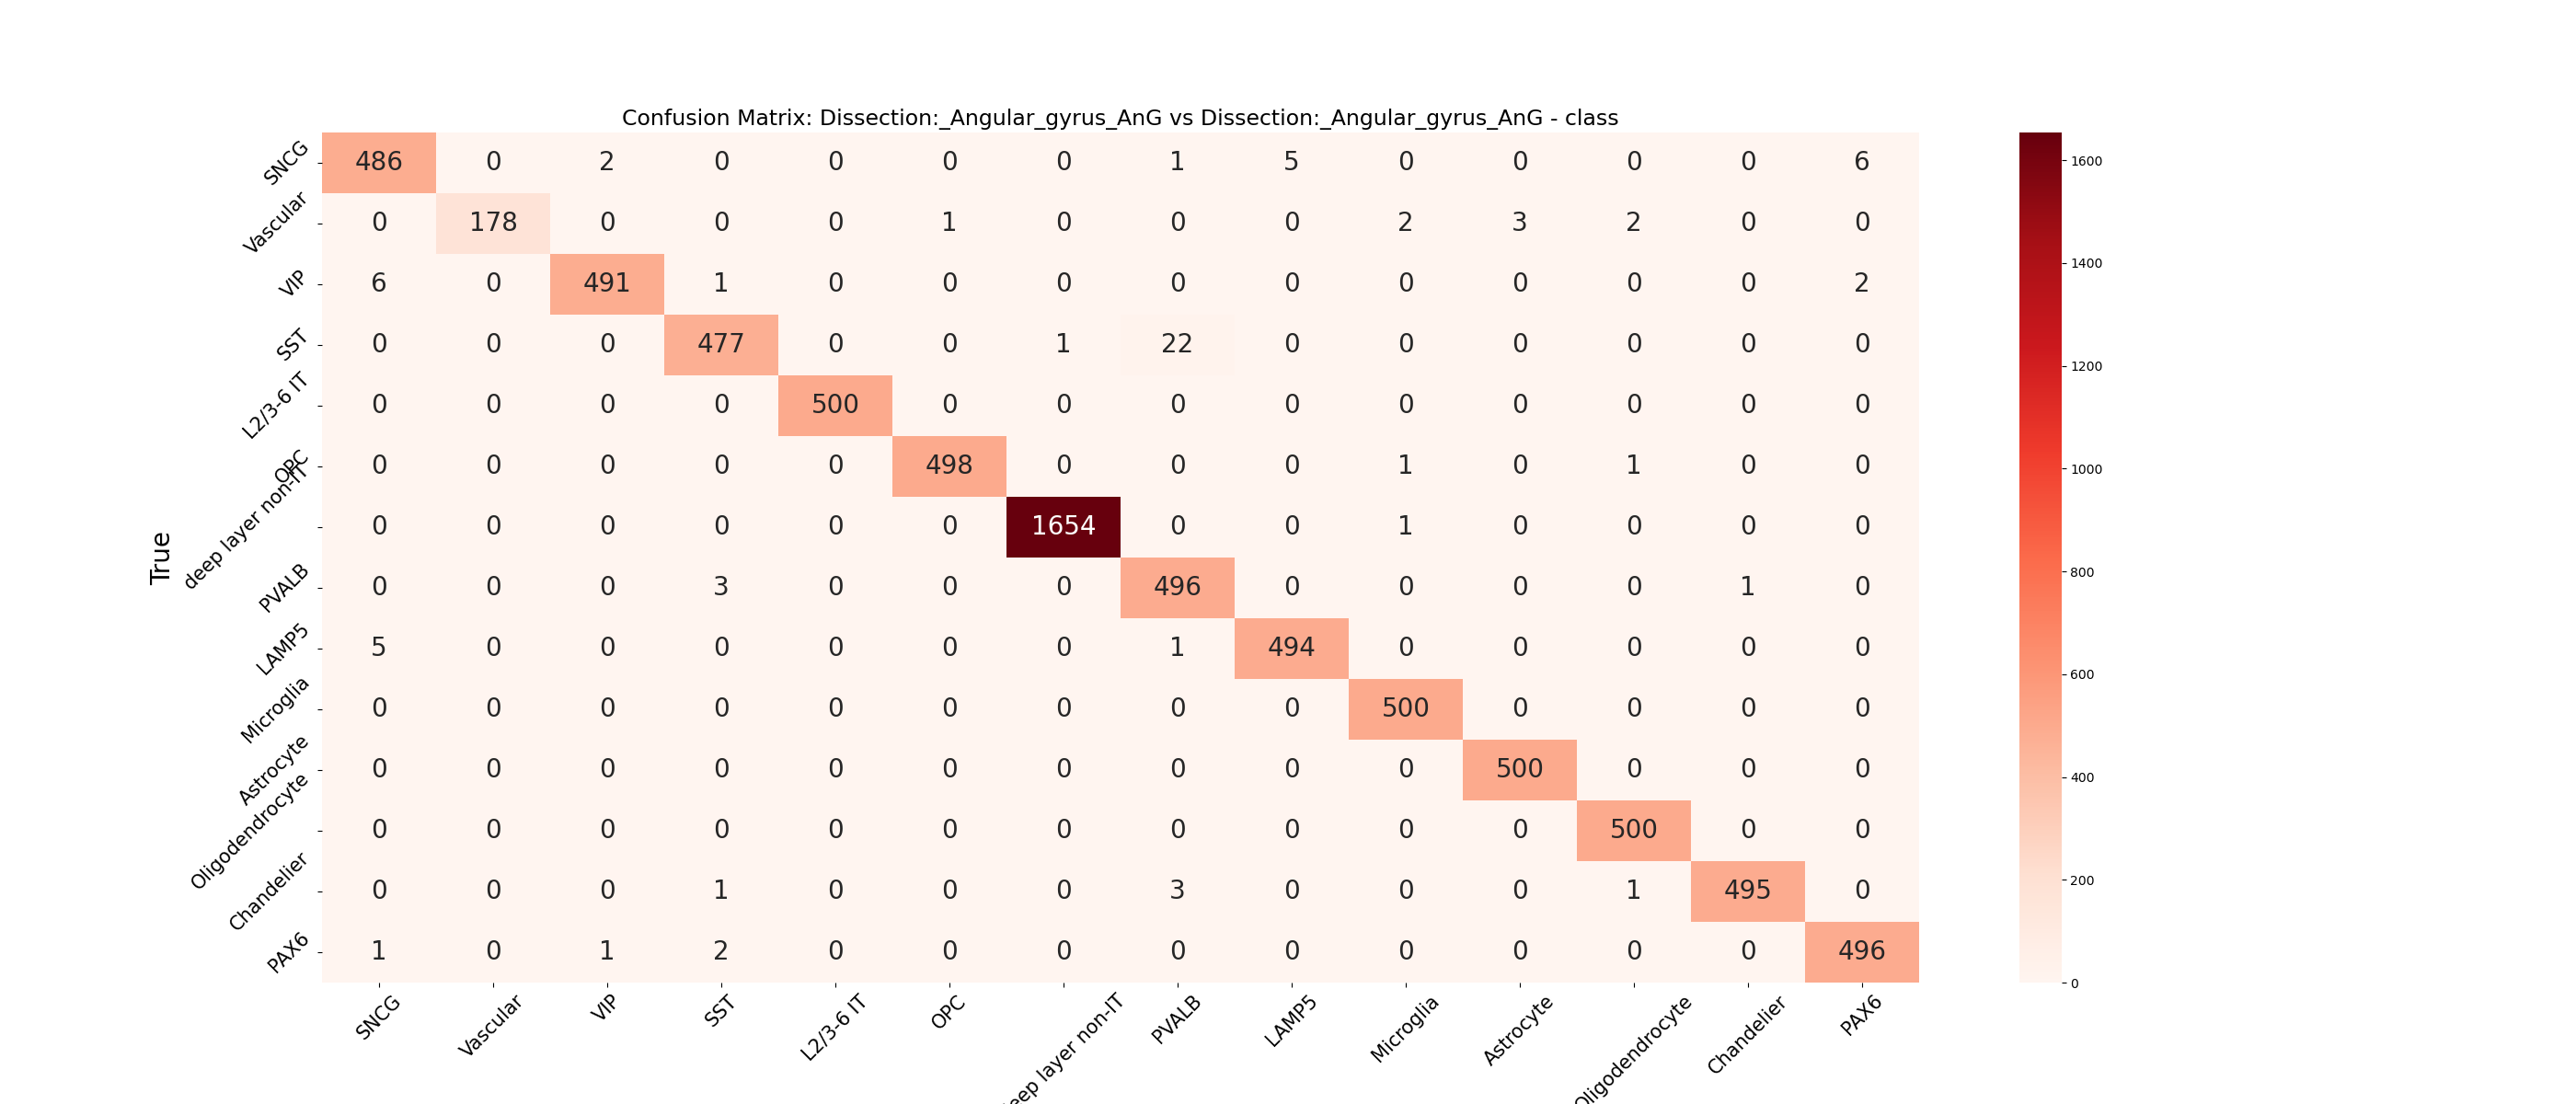 Confusion Matrix: Dissection:_Angular_gyrus_AnG vs Dissection:_Angular_gyrus_AnG - class
True
SNCG 486 0 2 0 0 0 0 1 5 0 0 0 0 6
Vascular 0 178 0 0 0 1 0 0 0 2 3 2 0 0
VIP 6 0 491 1 0 0 0 0 0 0 0 0 0 2
SST 0 0 0 477 0 0 1 22 0 0 0 0 0 0
L2/3-6 IT 0 0 0 0 500 0 0 0 0 0 0 0 0 0
OPC 0 0 0 0 0 498 0 0 0 1 0 1 0 0
deep layer non-IT 0 0 0 0 0 0 1654 0 0 1 0 0 0 0
PVALB 0 0 0 3 0 0 0 496 0 0 0 0 1 0
LAMP5 5 0 0 0 0 0 0 1 494 0 0 0 0 0
Microglia 0 0 0 0 0 0 0 0 0 500 0 0 0 0
Astrocyte 0 0 0 0 0 0 0 0 0 0 500 0 0 0
Oligodendrocyte 0 0 0 0 0 0 0 0 0 0 0 500 0 0
Chandelier 0 0 0 1 0 0 0 3 0 0 0 1 495 0
PAX6 1 0 1 2 0 0 0 0 0 0 0 0 0 496
SNCG Vascular VIP SST L2/3-6 IT OPC layer non-IT PVALB LAMP5 Microglia Astrocyte Oligodendrocyte Chandelier PAX6
1600
1400
1200
1000
800
600
400
200
0